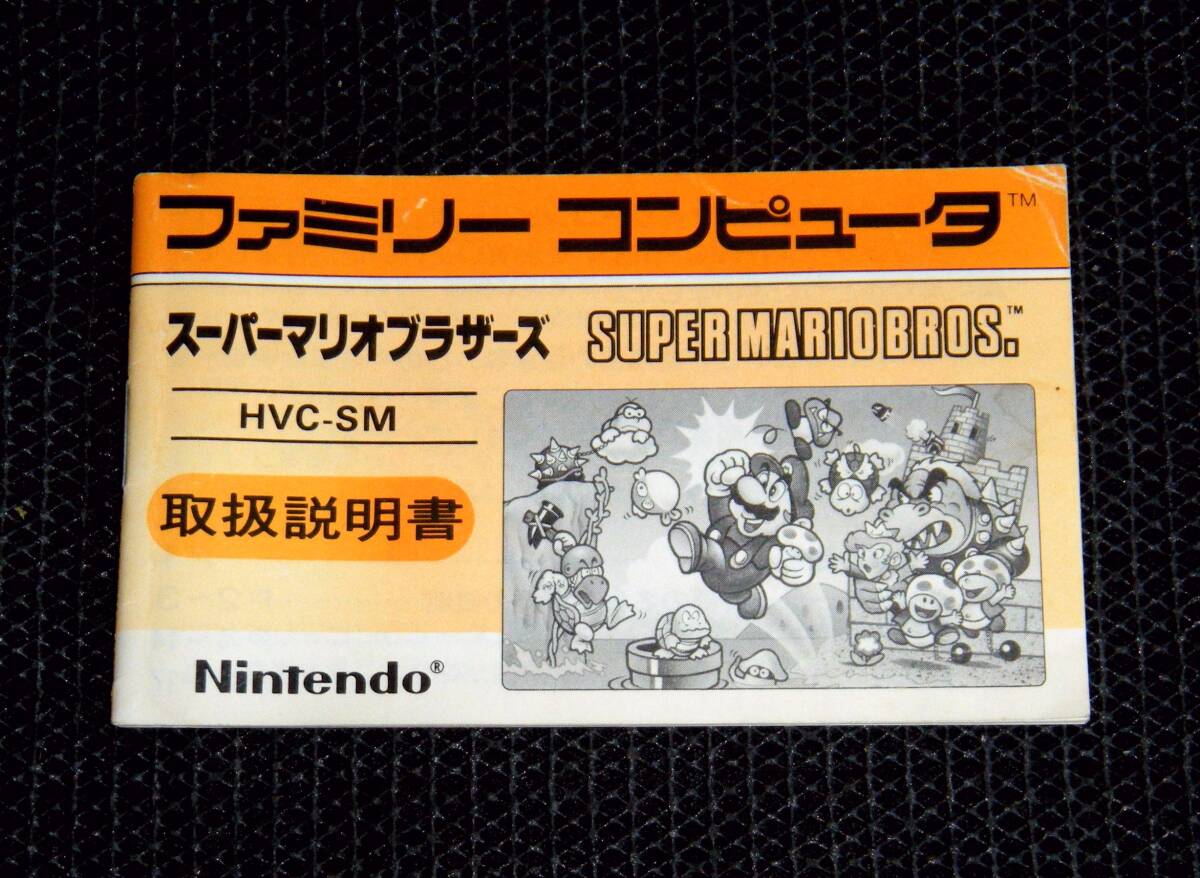 ファミリー コンピュータ™
スーパーマリオブラザーズ SUPER MARIO BROS.™
HVC-SM
取扱説明書
Nintendo®